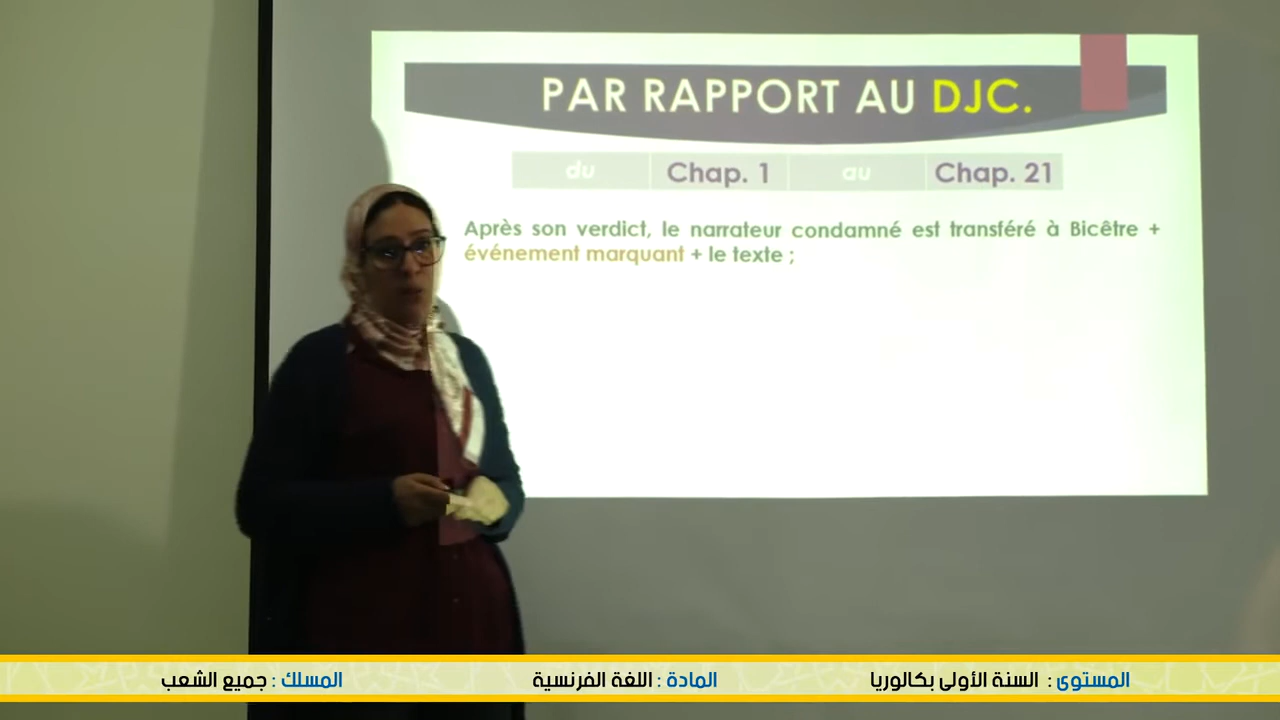 PAR RAPPORT AU DJC.
du Chap. 1 au Chap. 21
Après son verdict, le narrateur condamné est transféré à Bicêtre +
événement marquant + le texte ;
المستوى : السنة الأولى بكالوريا المادة : اللغة الفرنسية المسلك : جميع الشعب